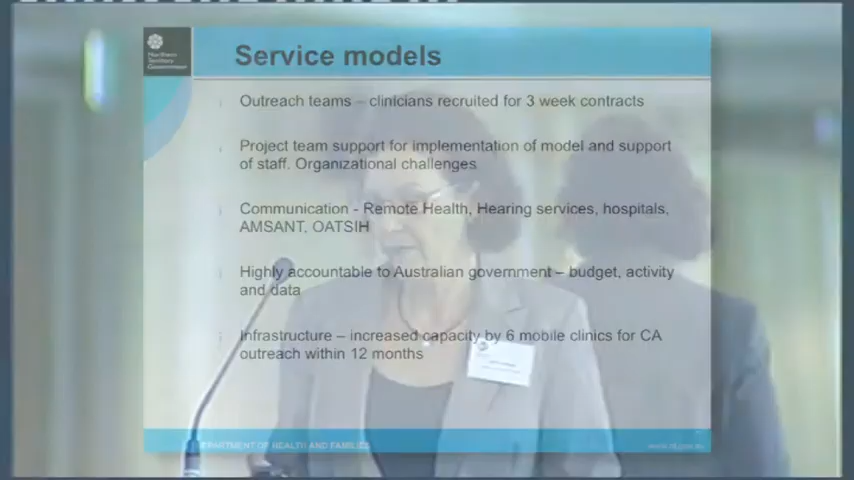 Northern
Territory
Government
Service models
Outreach teams – clinicians recruited for 3 week contracts
Project team support for implementation of model and support
of staff. Organizational challenges
Communication - Remote Health, Hearing services, hospitals,
AMSANT, OATSIH
Highly accountable to Australian government – budget, activity
and data
Infrastructure – increased capacity by 6 mobile clinics for CA
outreach within 12 months
DEPARTMENT OF HEALTH AND FAMILIES